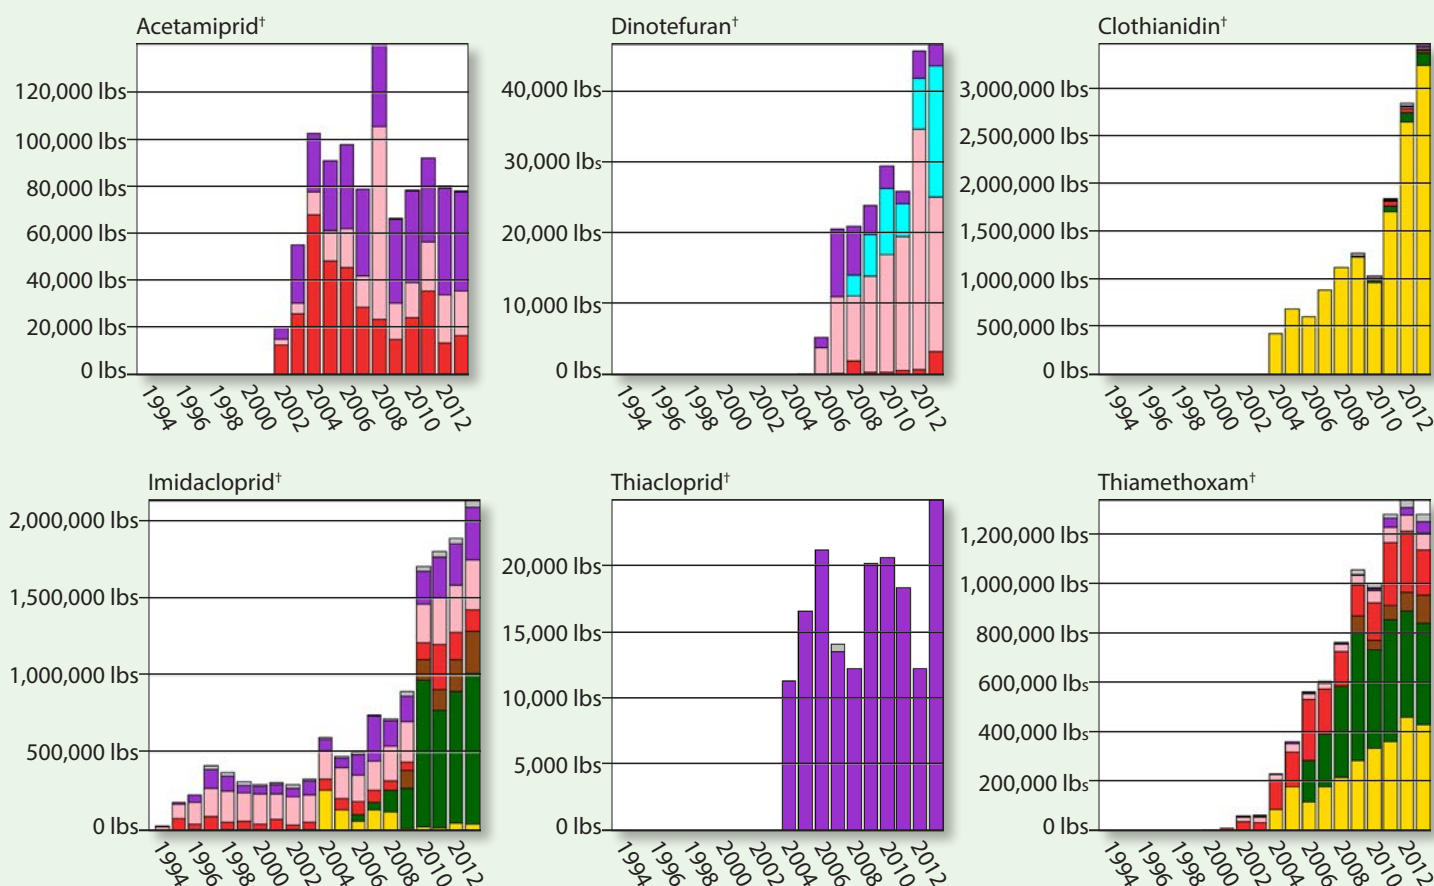 Acetamiprid†
120,000 lbs
100,000 lbs
80,000 lbs
60,000 lbs
40,000 lbs
20,000 lbs
0 lbs
1994 1996 1998 2000 2002 2004 2006 2008 2010 2012
Dinotefuran†
40,000 lbs
30,000 lbs
20,000 lbs
10,000 lbs
0 lbs
1994 1996 1998 2000 2002 2004 2006 2008 2010 2012
Clothianidin†
3,000,000 lbs
2,500,000 lbs
2,000,000 lbs
1,500,000 lbs
1,000,000 lbs
500,000 lbs
0 lbs
1994 1996 1998 2000 2002 2004 2006 2008 2010 2012
Imidacloprid†
2,000,000 lbs
1,500,000 lbs
1,000,000 lbs
500,000 lbs
0 lbs
1994 1996 1998 2000 2002 2004 2006 2008 2010 2012
Thiacloprid†
20,000 lbs
15,000 lbs
10,000 lbs
5,000 lbs
0 lbs
1994 1996 1998 2000 2002 2004 2006 2008 2010 2012
Thiamethoxam†
1,200,000 lbs
1,000,000 lbs
800,000 lbs
600,000 lbs
400,000 lbs
200,000 lbs
0 lbs
1994 1996 1998 2000 2002 2004 2006 2008 2010 2012